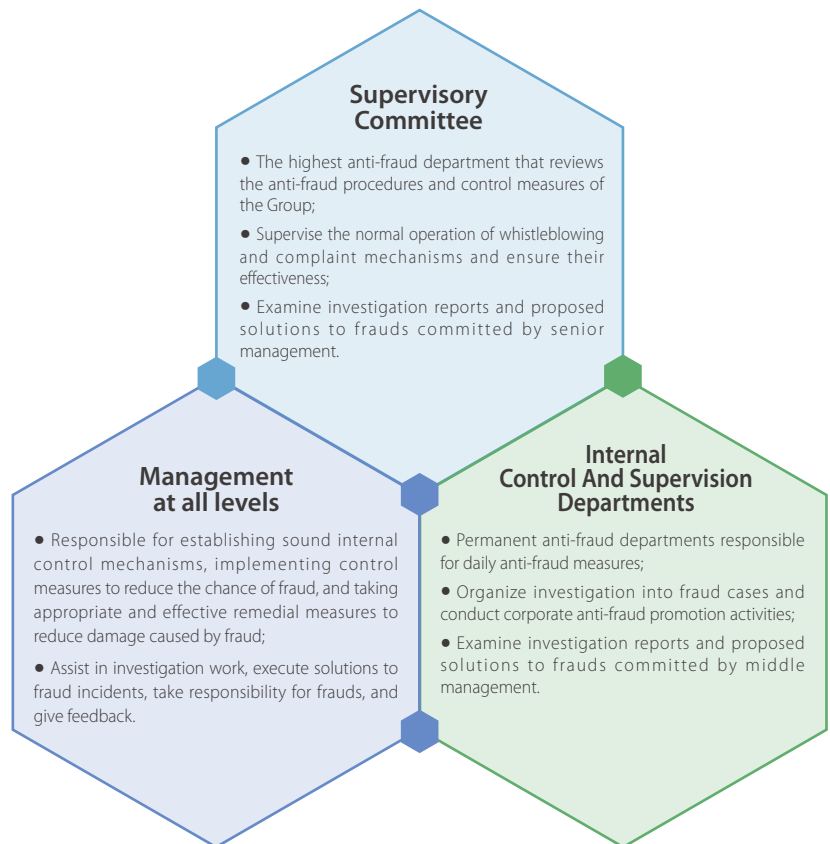 Supervisory
Committee
● The highest anti-fraud department that reviews
the anti-fraud procedures and control measures of
the Group;
● Supervise the normal operation of whistleblowing
and complaint mechanisms and ensure their
effectiveness;
● Examine investigation reports and proposed
solutions to frauds committed by senior
management.
Management
at all levels
● Responsible for establishing sound internal
control mechanisms, implementing control
measures to reduce the chance of fraud, and taking
appropriate and effective remedial measures to
reduce damage caused by fraud;
● Assist in investigation work, execute solutions to
fraud incidents, take responsibility for frauds, and
give feedback.
Internal
Control And Supervision
Departments
● Permanent anti-fraud departments responsible
for daily anti-fraud measures;
● Organize investigation into fraud cases and
conduct corporate anti-fraud promotion activities;
● Examine investigation reports and proposed
solutions to frauds committed by middle
management.